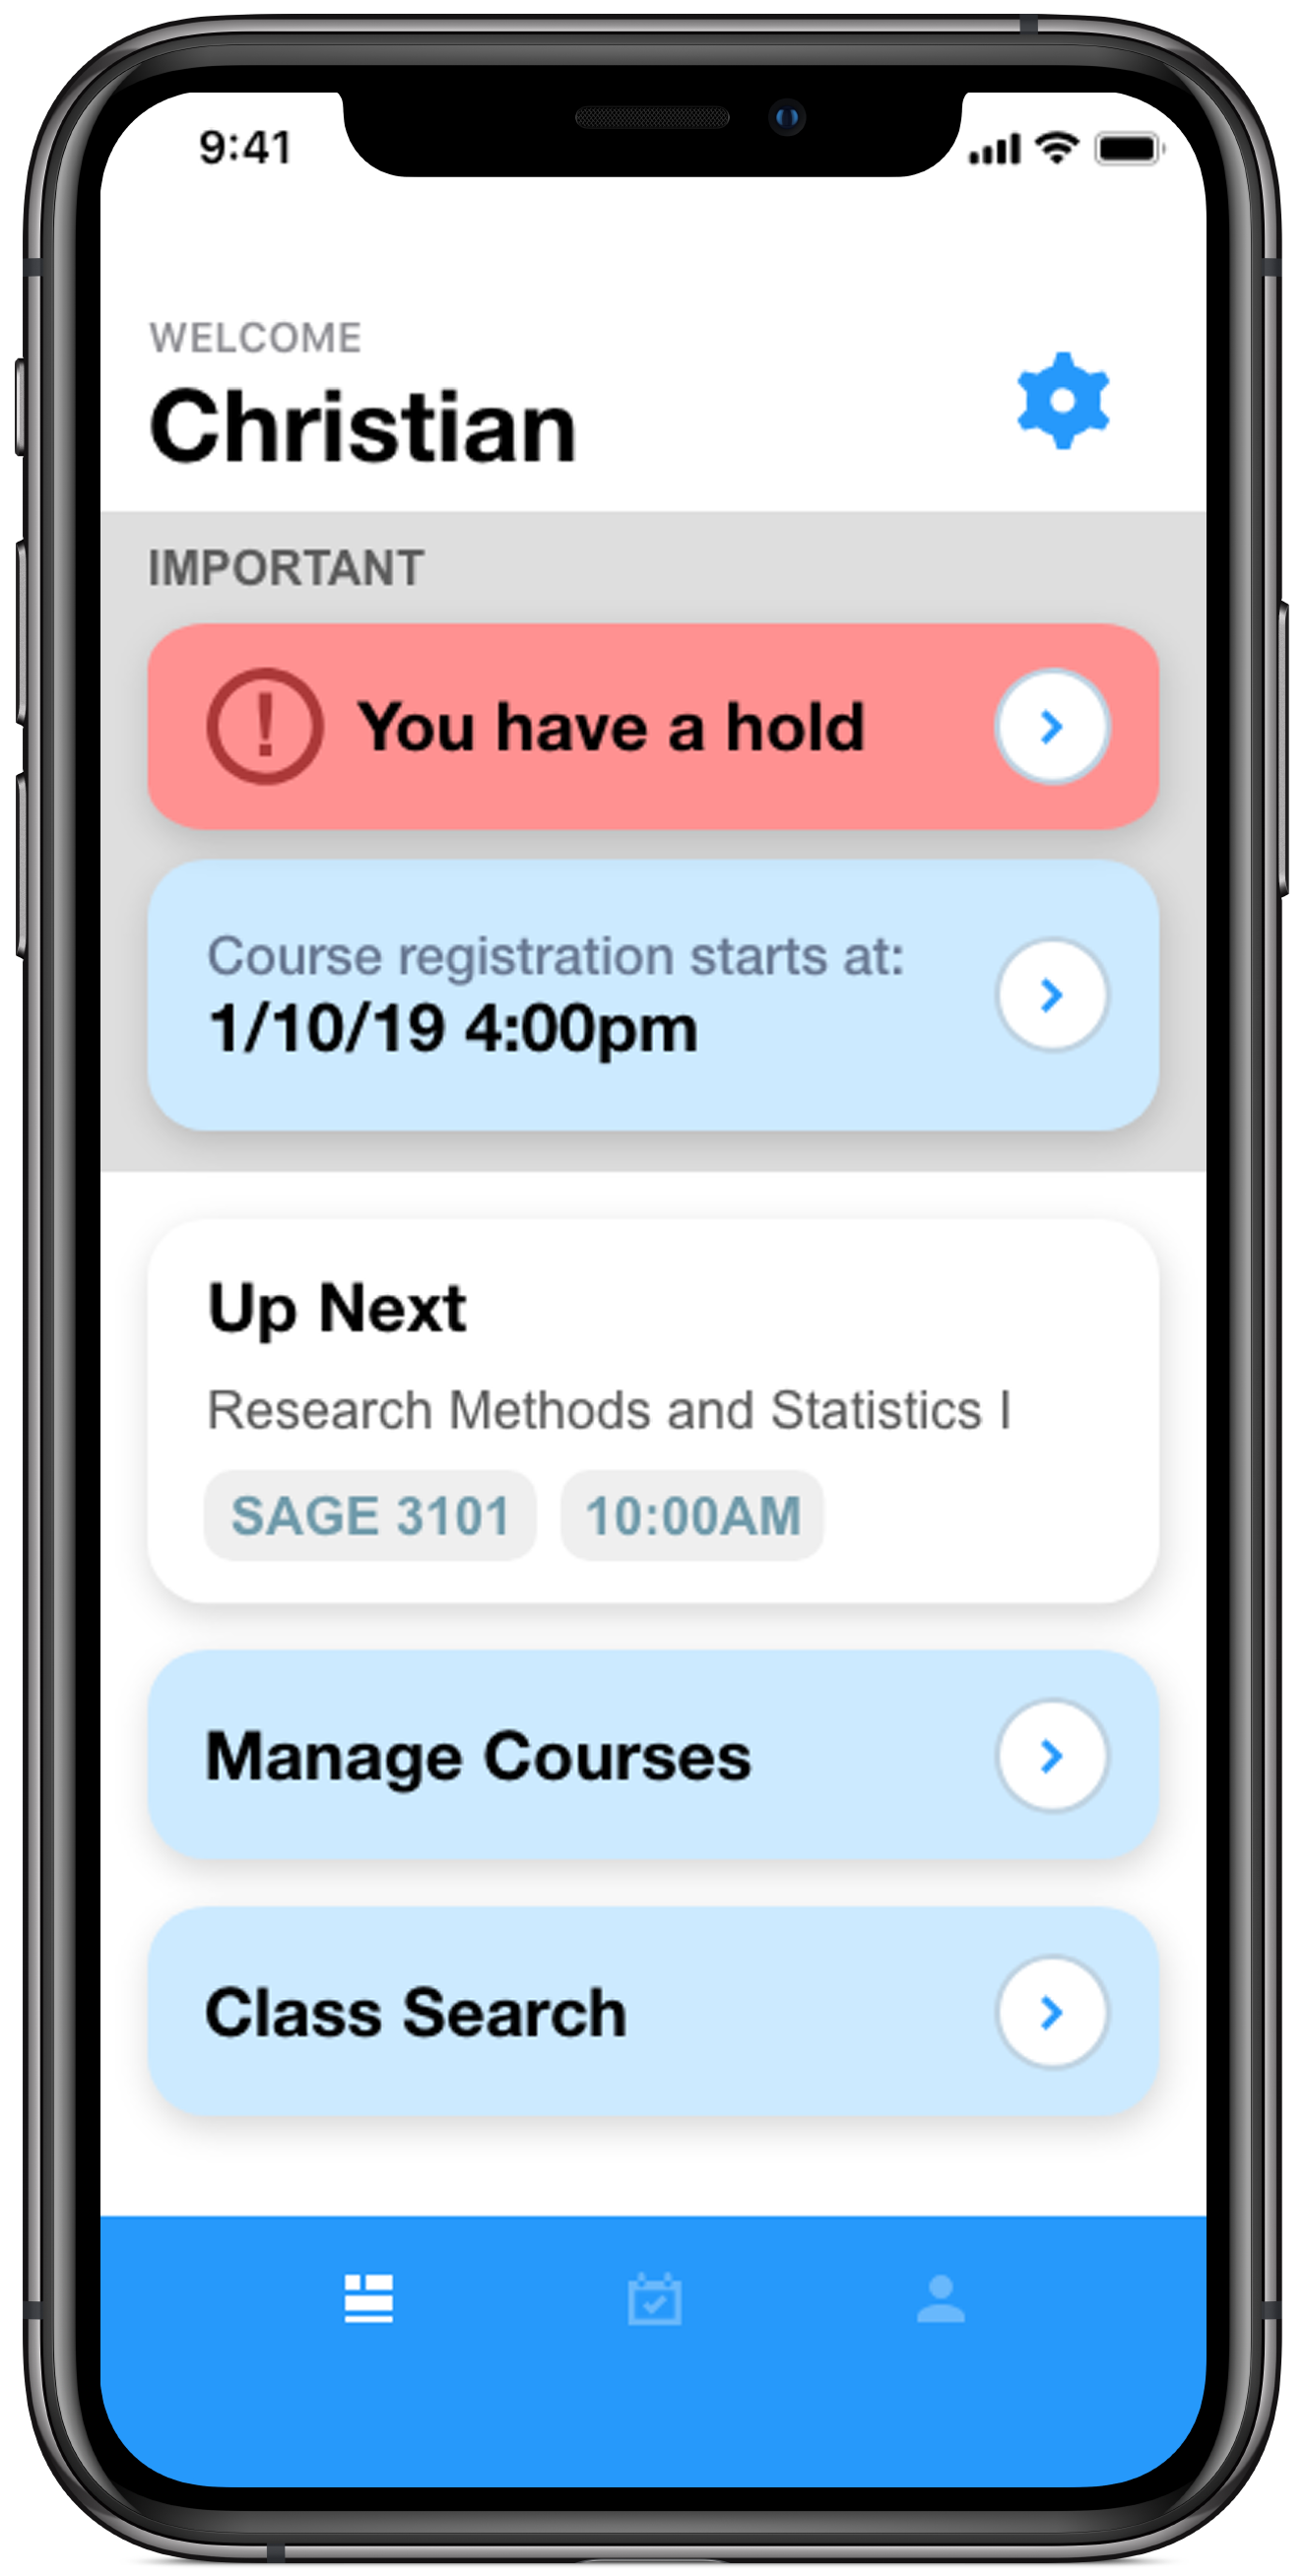 9:41
WELCOME
Christian
IMPORTANT
! You have a hold
Course registration starts at:
1/10/19 4:00pm
Up Next
Research Methods and Statistics I
SAGE 3101 10:00AM
Manage Courses
Class Search